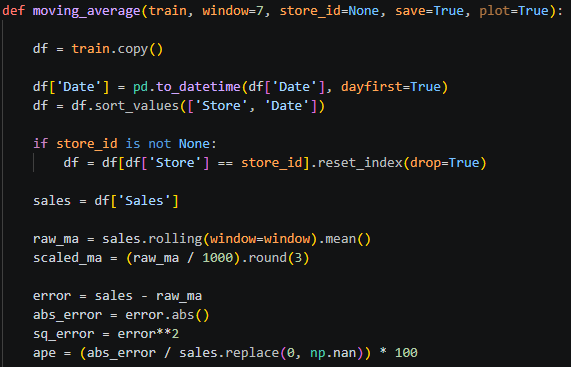 def moving_average(train, window=7, store_id=None, save=True, plot=True):
df = train.copy()
df['Date'] = pd.to_datetime(df['Date'], dayfirst=True)
df = df.sort_values(['Store', 'Date'])
if store_id is not None:
df = df[df['Store'] == store_id].reset_index(drop=True)
sales = df['Sales']
raw_ma = sales.rolling(window=window).mean()
scaled_ma = (raw_ma / 1000).round(3)
error = sales - raw_ma
abs_error = error.abs()
sq_error = error**2
ape = (abs_error / sales.replace(0, np.nan)) * 100